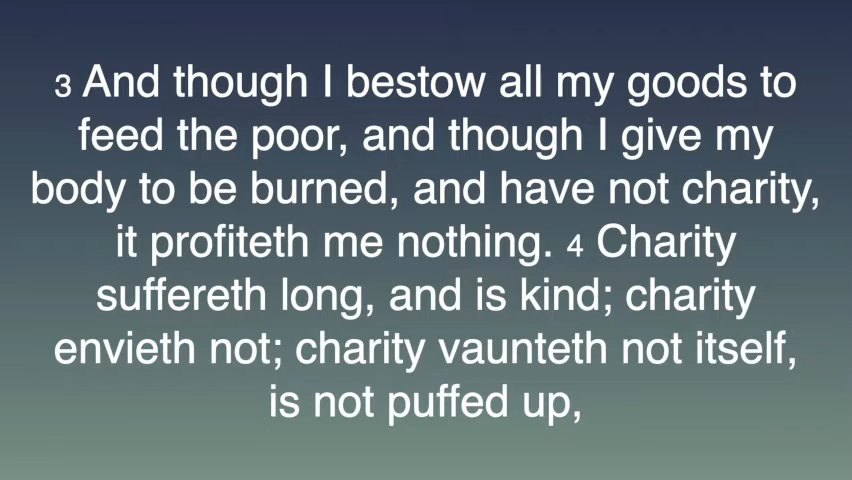 3 And though I bestow all my goods to
feed the poor, and though I give my
body to be burned, and have not charity,
it profiteth me nothing. 4 Charity
suffereth long, and is kind; charity
envieth not; charity vaunteth not itself,
is not puffed up,